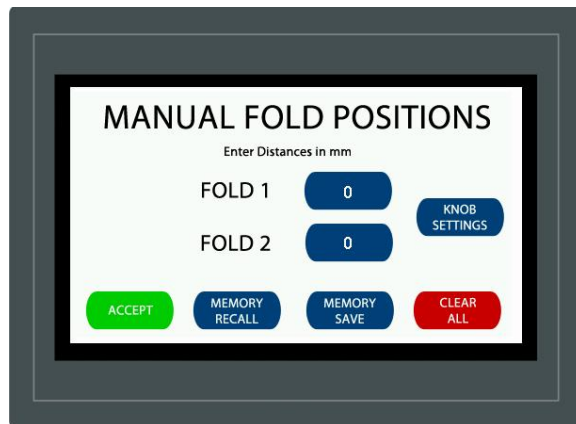 MANUAL FOLD POSITIONS
Enter Distances in mm
FOLD 1
0
KNOB
SETTINGS
FOLD 2
0
ACCEPT
MEMORY
RECALL
MEMORY
SAVE
CLEAR
ALL